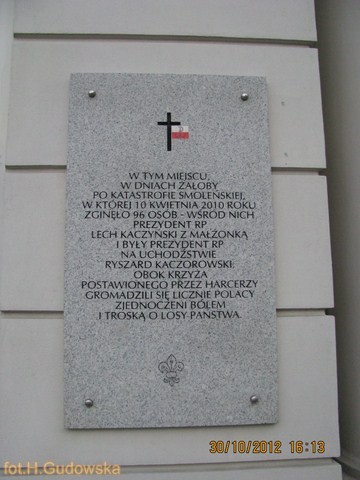 W TYM MIEJSCU,
W DNIACH ŻAŁOBY
PO KATASTROFIE SMOLEŃSKIEJ,
W KTÓREJ 10 KWIETNIA 2010 ROKU
ZGINĘŁO 96 OSÓB - WŚRÓD NICH
PREZYDENT RP
LECH KACZYŃSKI Z MAŁŻONKĄ
I BYŁY PREZYDENT RP
NA UCHODŹSTWIE
RYSZARD KACZOROWSKI,
OBOK KRZYŻA
POSTAWIONEGO PRZEZ HARCERZY
GROMADZILI SIĘ LICZNIE POLACY
ZJEDNOCZENI BÓLEM
I TROSKĄ O LOSY PAŃSTWA.
30/10/2012 16:13
fot.H.Gudowska